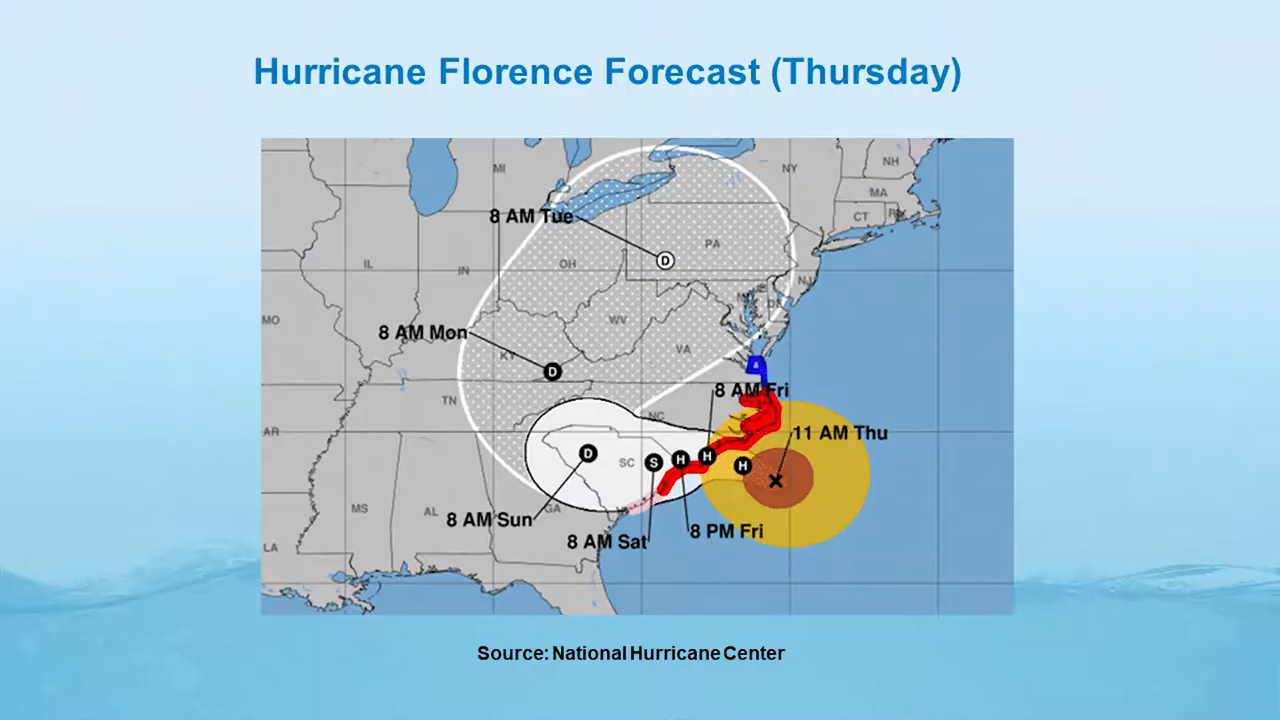 Hurricane Florence Forecast (Thursday)
MI
NY
NH
MA
CT
8 AM Tue
PA
D
IL
IN
OH
NJ
DE
MO
WV
8 AM Mon
VA
KY
D
TN
8 AM Fri
NC
AR
11 AM Thu
D
SC
S
H
H
H
MS
AL
GA
8 AM Sun
8 AM Sat
8 PM Fri
LA
Source: National Hurricane Center